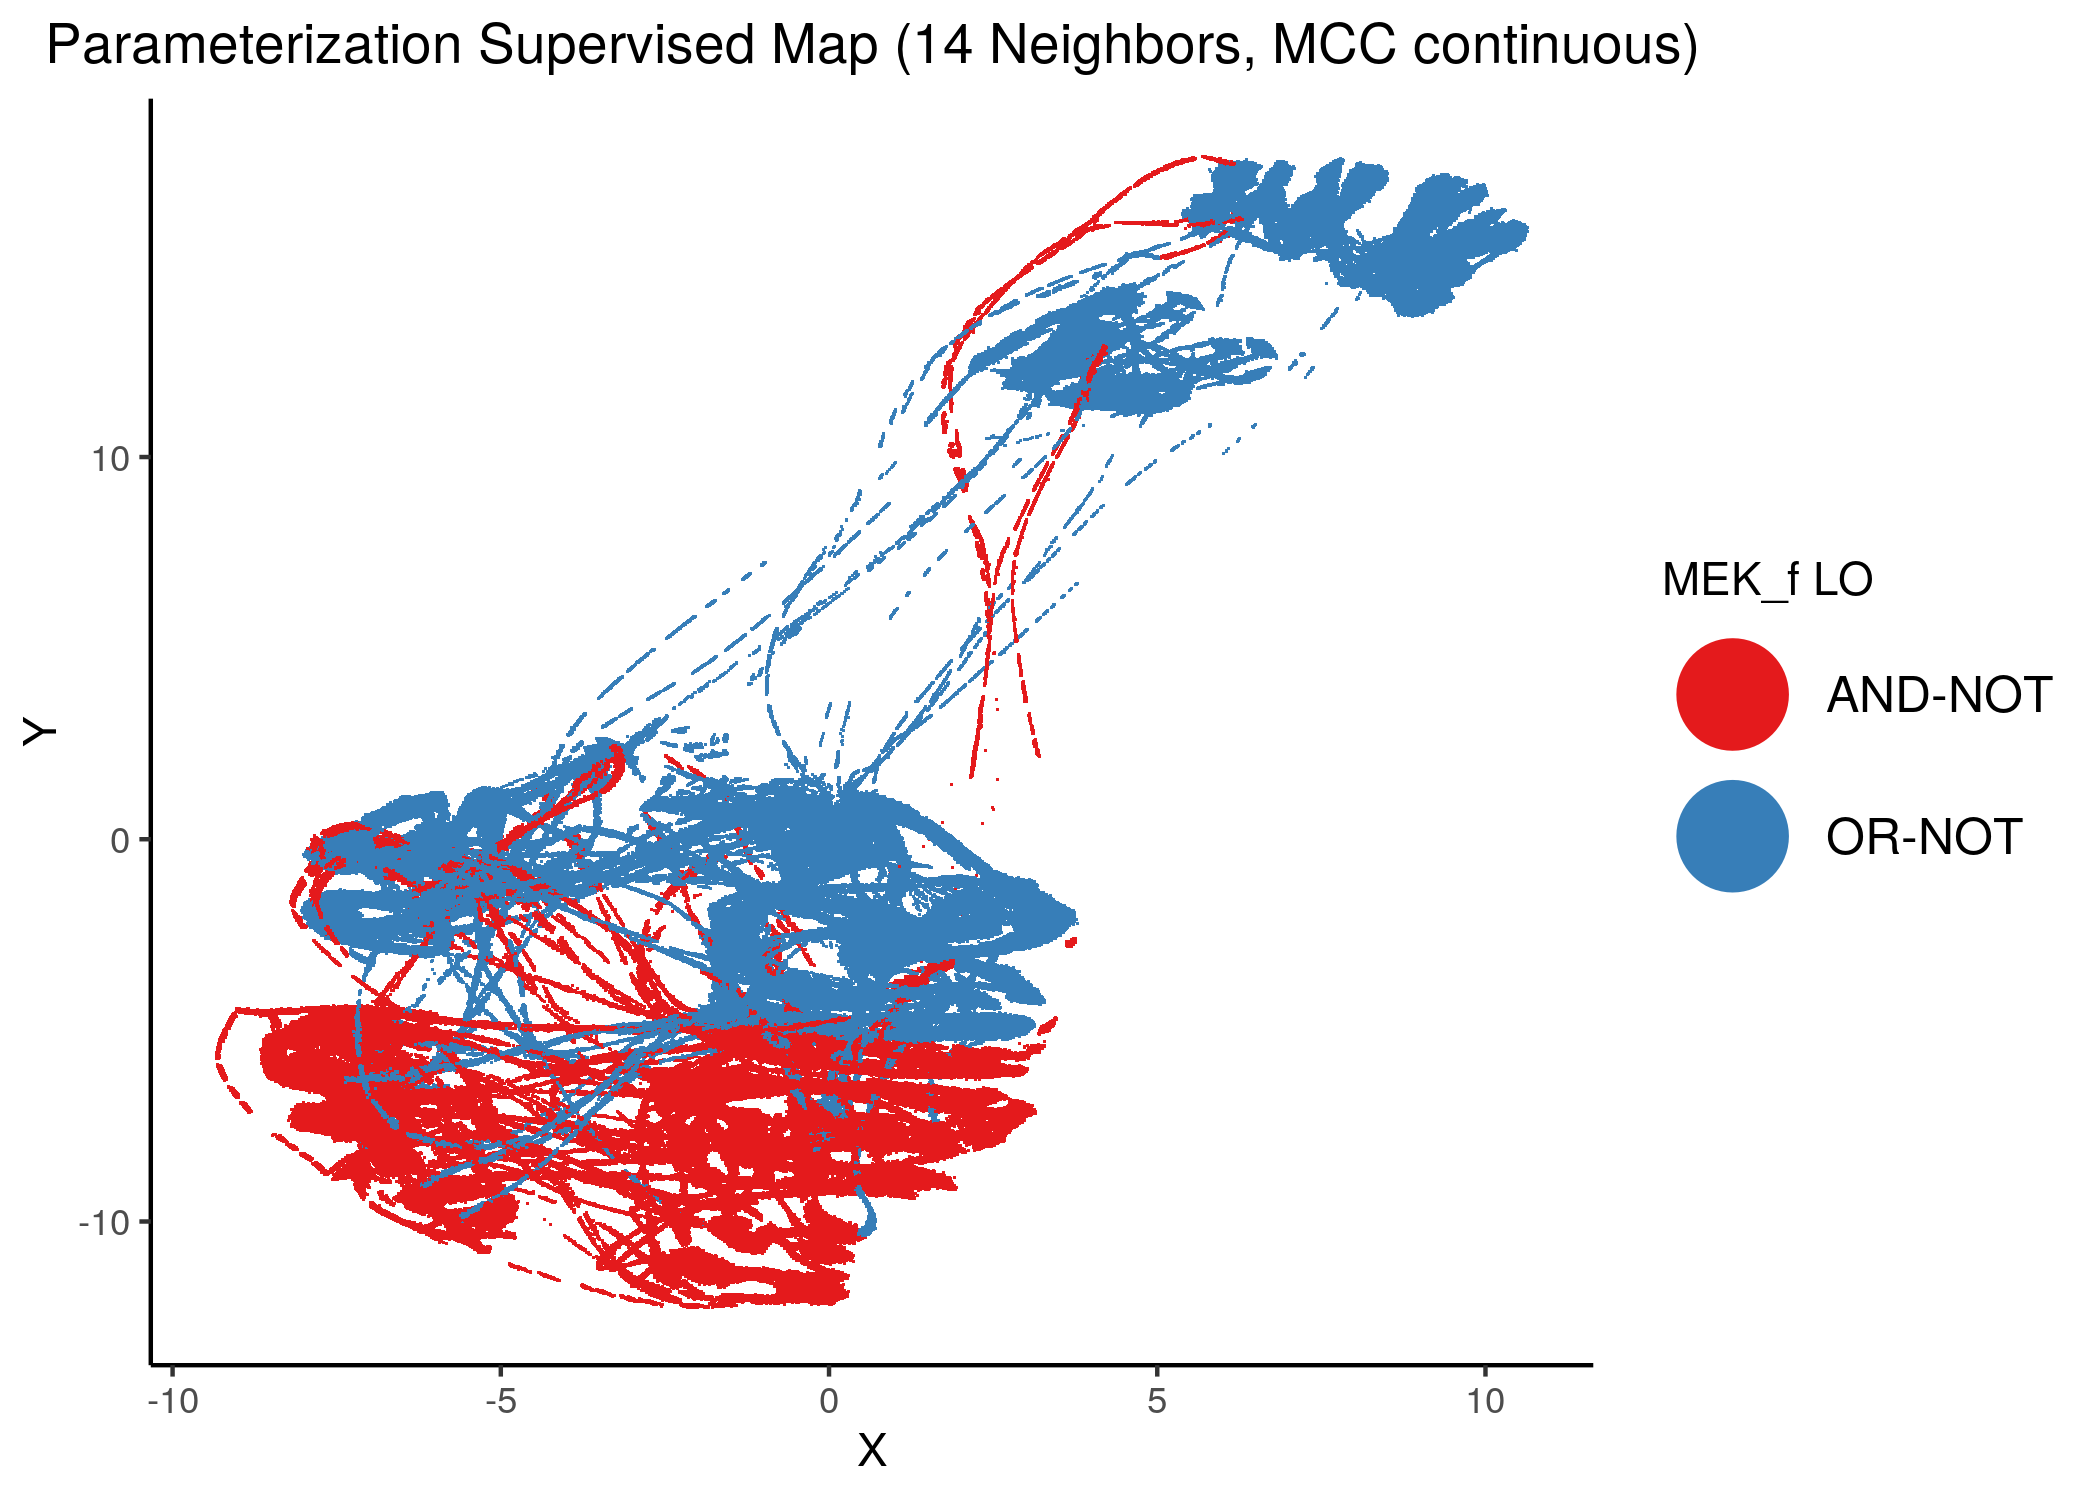 Parameterization Supervised Map (14 Neighbors, MCC continuous)
Y
10
0
-10
-10
-5
0
5
10
X
MEK_f LO
AND-NOT
OR-NOT